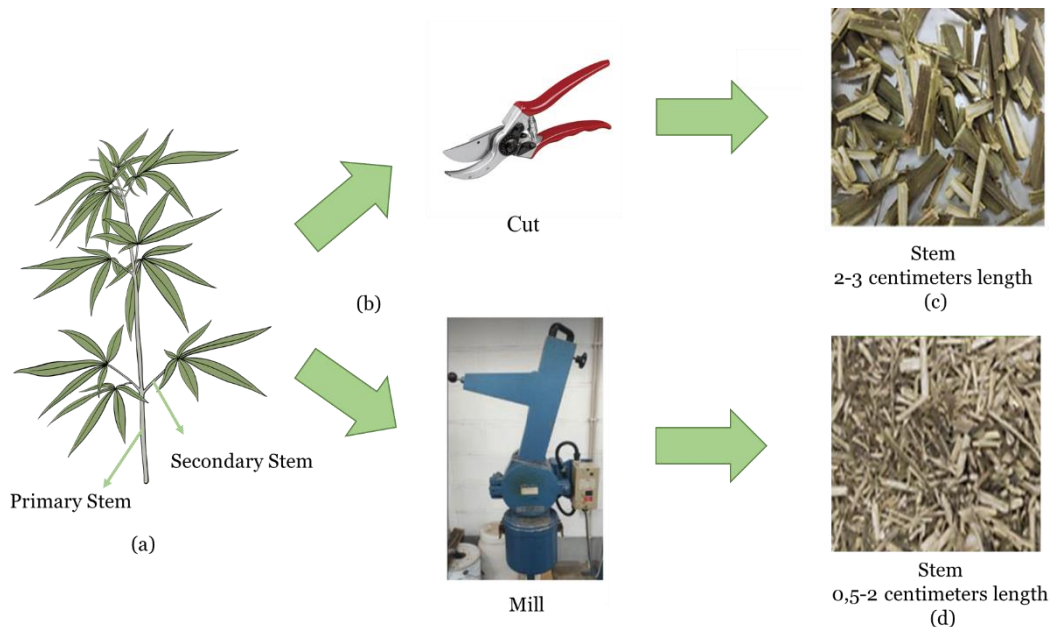 Cut
Stem
2-3 centimeters length
(c)
(b)
Secondary Stem
Primary Stem
(a)
Mill
Stem
0,5-2 centimeters length
(d)